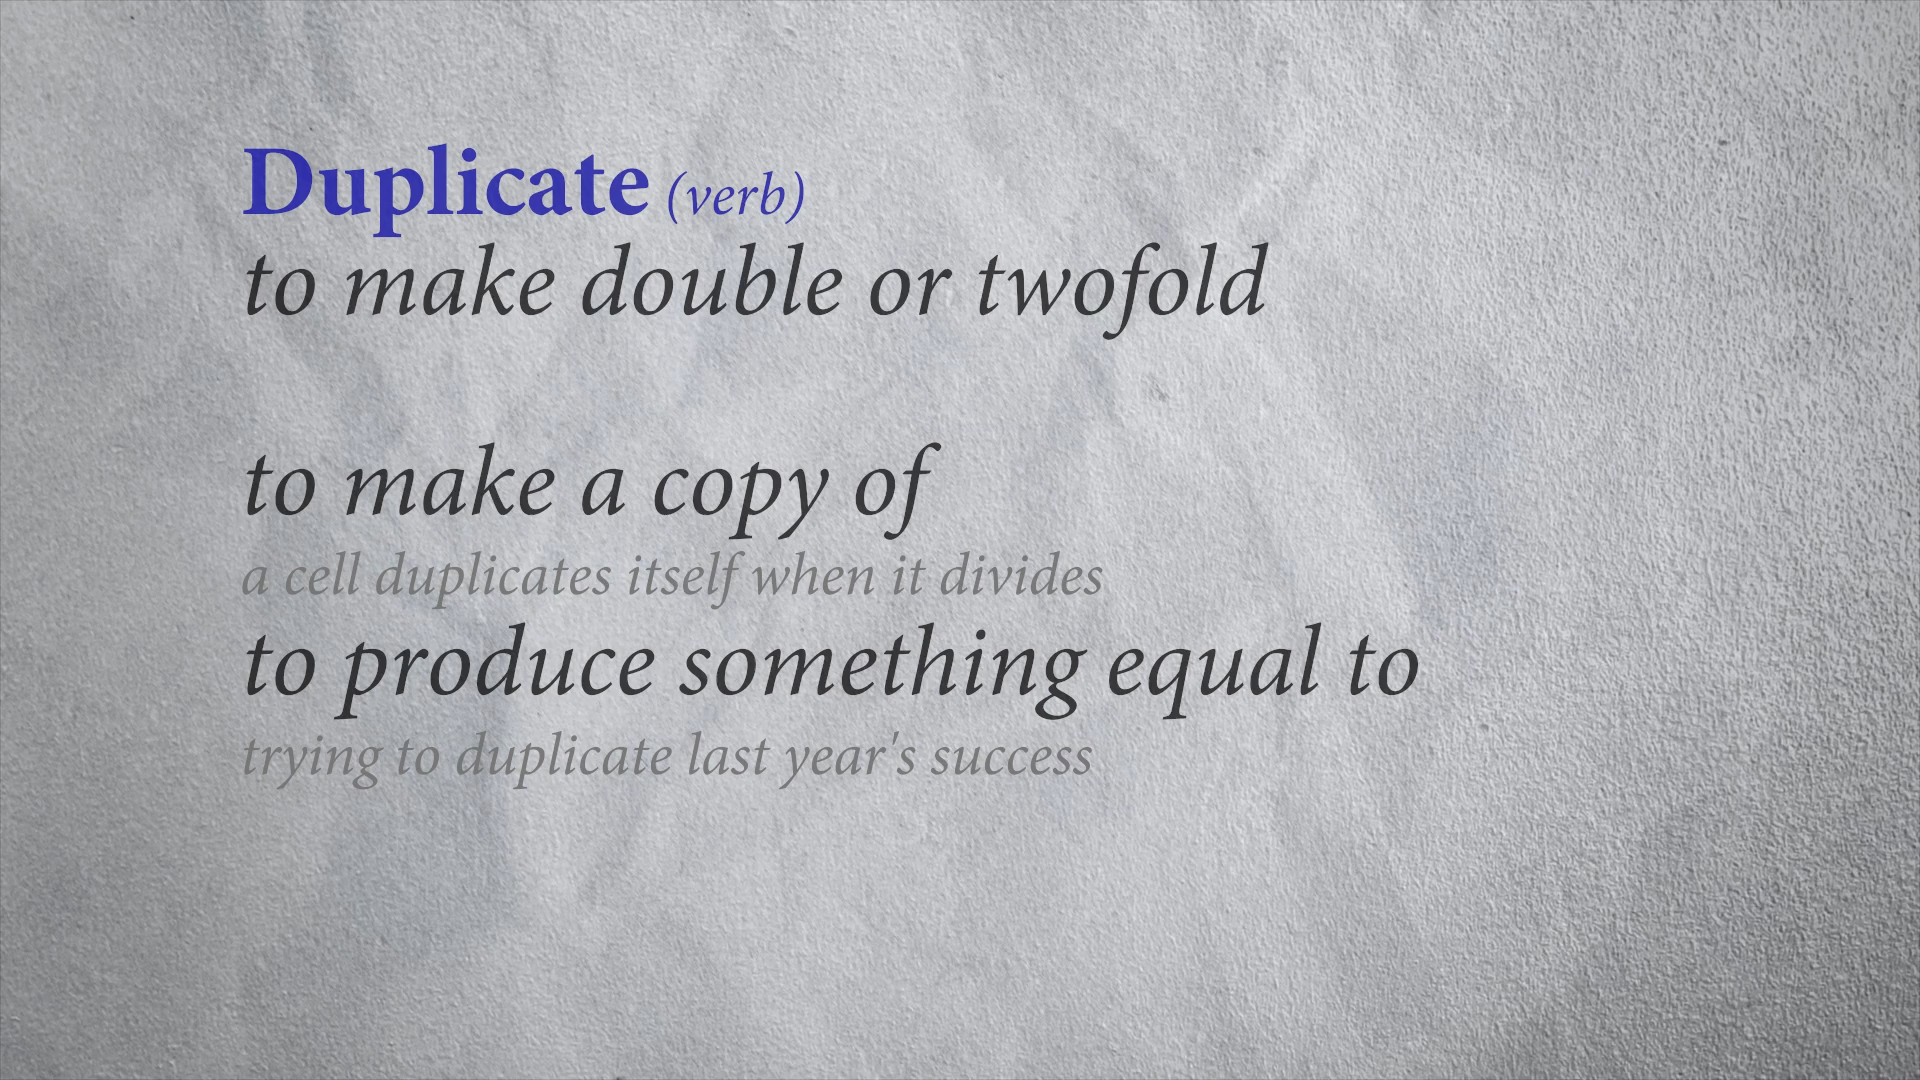 Duplicate (verb)
to make double or twofold
to make a copy of
a cell duplicates itself when it divides
to produce something equal to
trying to duplicate last year's success